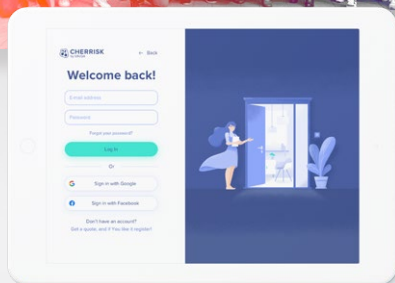 CHERRISK
← Back
Welcome back!
E-mail address
Password
Forgot your password?
Log in
Or
Sign in with Google
Sign in with Facebook
Don't have an account?
Get a quote, and if You like it register!